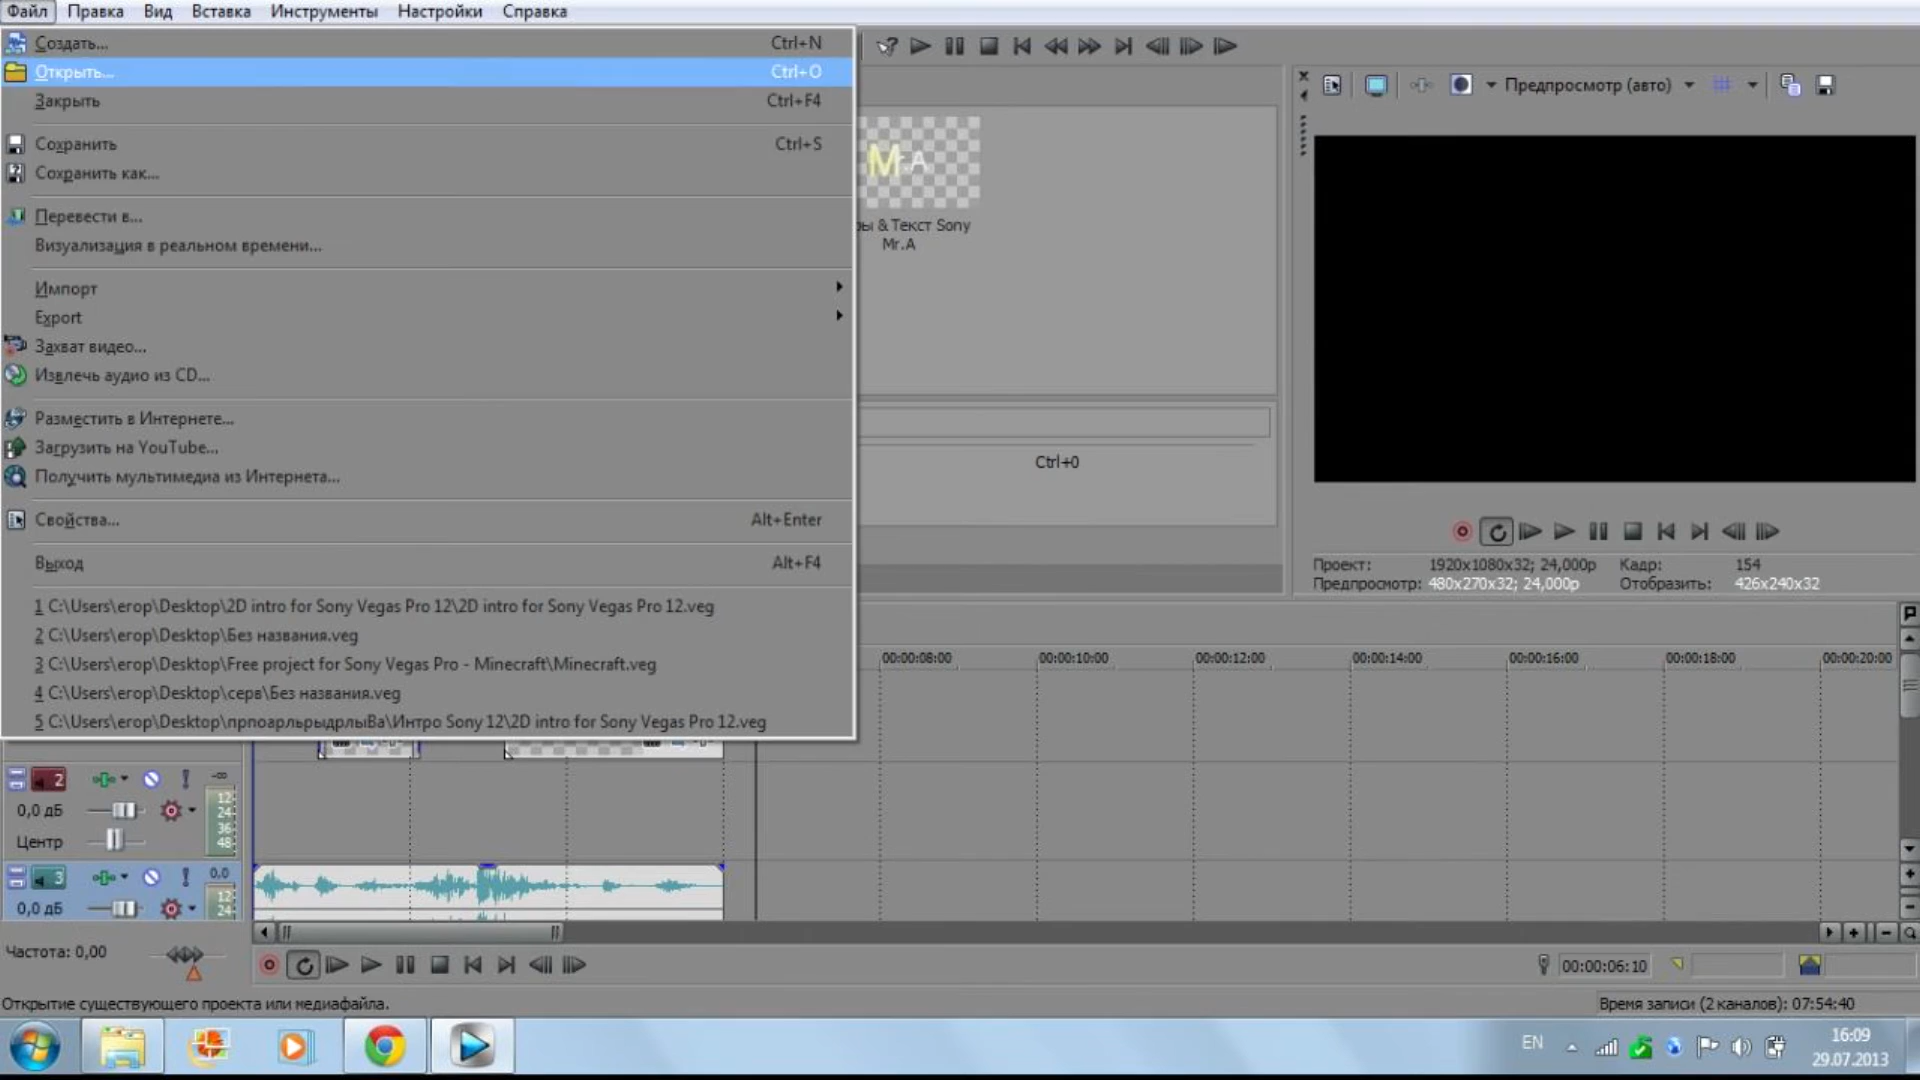 Файл Правка Вид Вставка Инструменты Настройки Справка
Создать... Ctrl+N
Открыть... Ctrl+O
Закрыть Ctrl+F4
Сохранить Ctrl+S
Сохранить как...
Перевести в...
Визуализация в реальном времени...
Импорт
Export
Захват видео...
Извлечь аудио из CD...
Разместить в Интернете...
Загрузить на YouTube...
Получить мультимедиа из Интернета...
Свойства... Alt+Enter
Выход Alt+F4
1 C:\Users\егор\Desktop\2D intro for Sony Vegas Pro 12\2D intro for Sony Vegas Pro 12.veg
2 C:\Users\егор\Desktop\Без названия.veg
3 C:\Users\егор\Desktop\Free project for Sony Vegas Pro - Minecraft\Minecraft.veg
4 C:\Users\егор\Desktop\серв\Без названия.veg
5 C:\Users\егор\Desktop\прпоарльрыдрлыВа\Интро Sony 12\2D intro for Sony Vegas Pro 12.veg
M.A
ры & Текст Sony
Mr.A
Ctrl+0
Предпросмотр (авто)
Проект: 1920x1080x32; 24,000p Кадр: 154
Предпросмотр: 480x270x32; 24,000p Отобразить: 426x240x32
00:00:08:00 00:00:10:00 00:00:12:00 00:00:14:00 00:00:16:00 00:00:18:00 00:00:20:00
2 -∞
0,0 дБ 12 24
Центр 36 48
3 0.0
0,0 дБ 12 24
Частота: 0,00
00:00:06:10
Открытие существующего проекта или медиафайла.
Время записи (2 каналов): 07:54:40
EN
16:09
29.07.2013